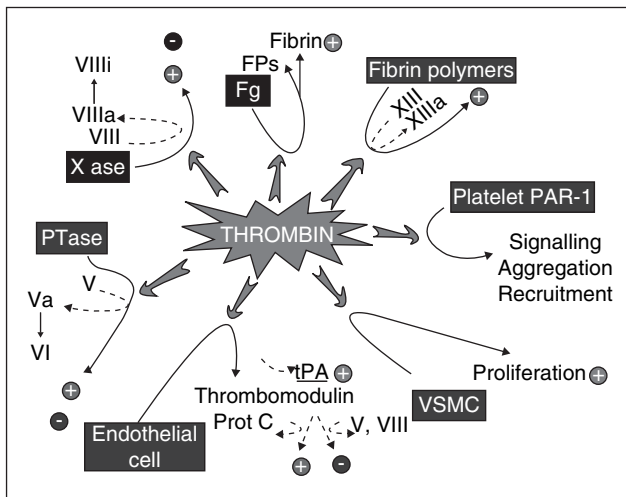 −
+
VIIIi
VIIIa
VIII
X ase
Fibrin +
FPs
Fg
Fibrin polymers
XIII
XIIIa
+
Platelet PAR-1
Signalling
Aggregation
Recruitment
THROMBIN
PTase
V
Va
VI
+
−
Endothelial
cell
tPA +
Thrombomodulin
Prot C
V, VIII
+
−
VSMC
Proliferation +